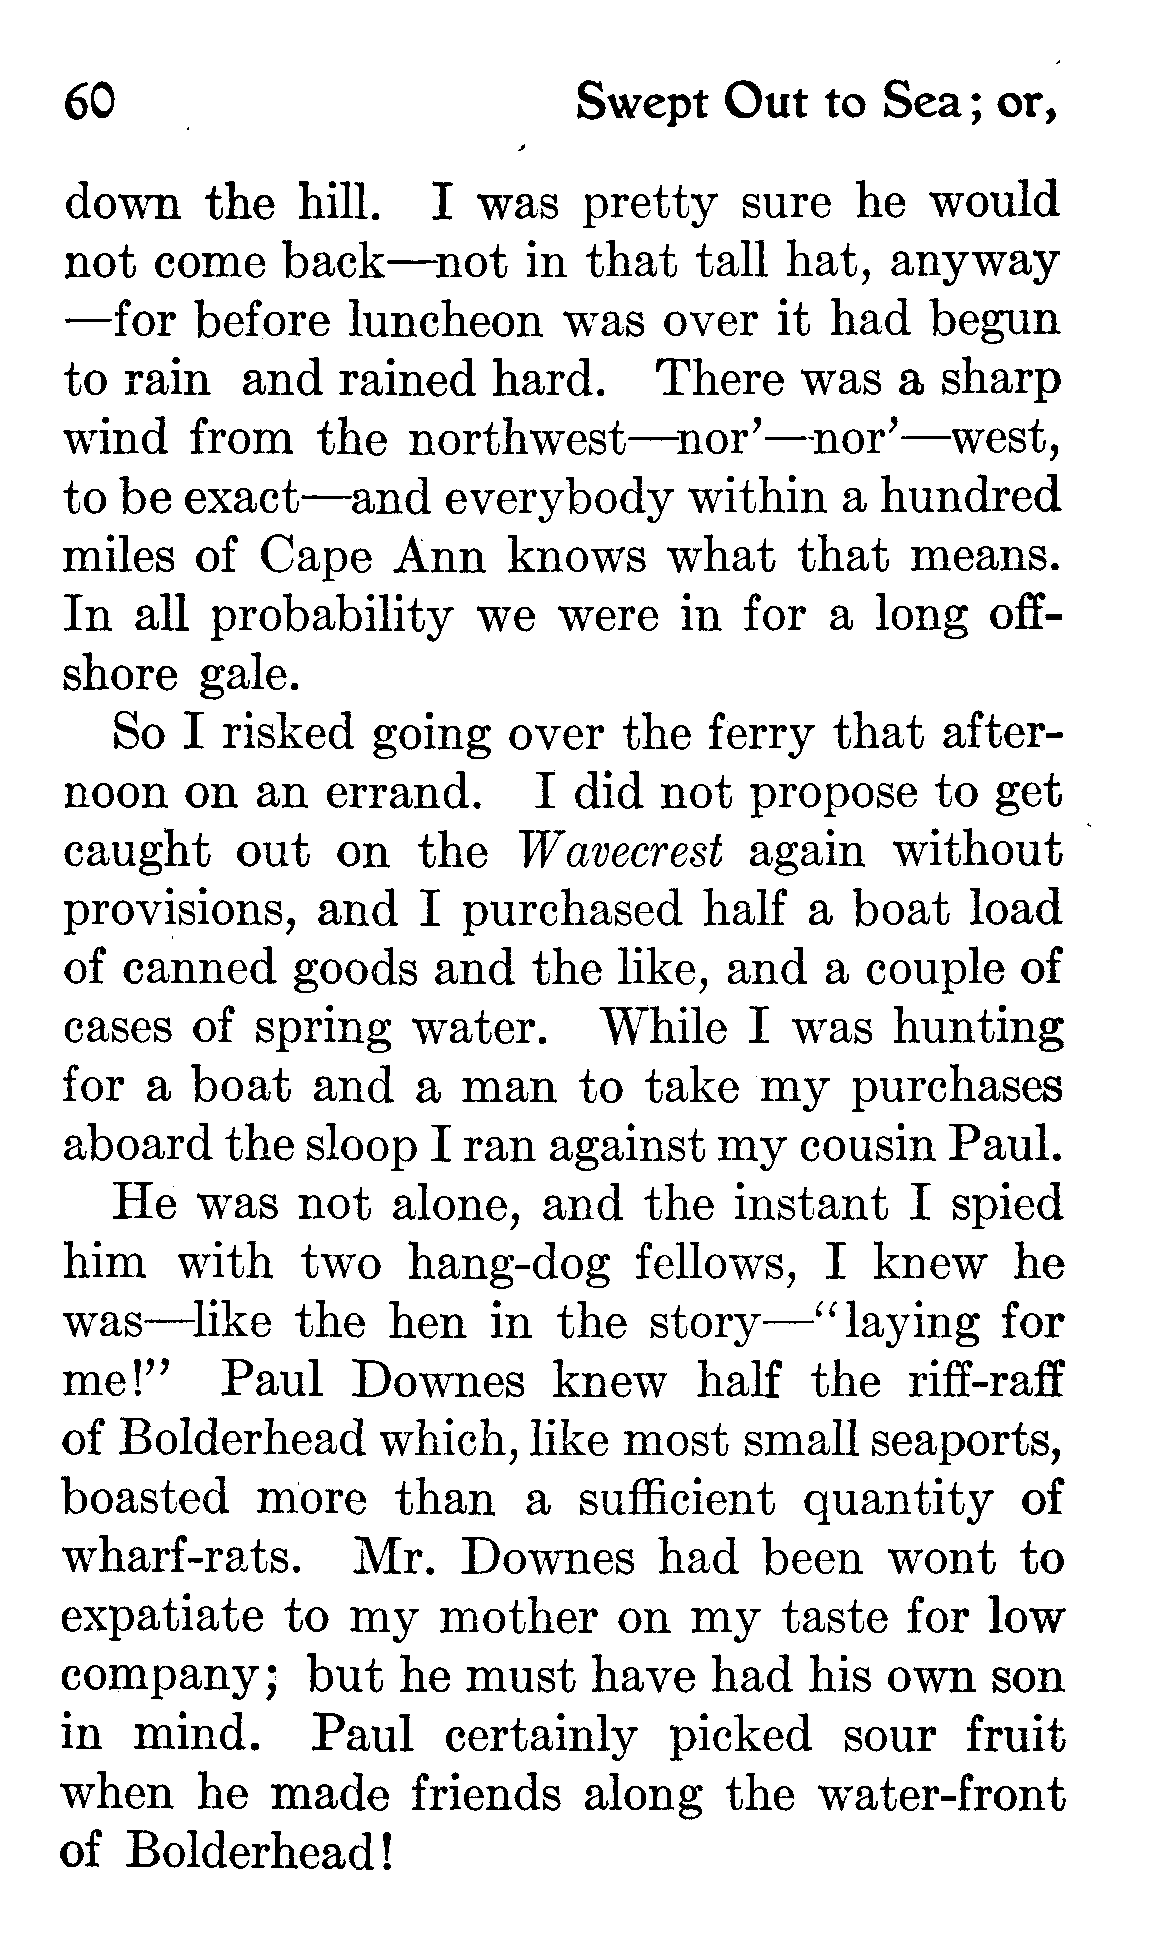 60 Swept Out to Sea; or,
down the hill. I was pretty sure he would
not come back—not in that tall hat, anyway
—for before luncheon was over it had begun
to rain and rained hard. There was a sharp
wind from the northwest—nor'—nor'—west,
to be exact—and everybody within a hundred
miles of Cape Ann knows what that means.
In all probability we were in for a long off-
shore gale.
So I risked going over the ferry that after-
noon on an errand. I did not propose to get
caught out on the Wavecrest again without
provisions, and I purchased half a boat load
of canned goods and the like, and a couple of
cases of spring water. While I was hunting
for a boat and a man to take my purchases
aboard the sloop I ran against my cousin Paul.
He was not alone, and the instant I spied
him with two hang-dog fellows, I knew he
was—like the hen in the story—“laying for
me!” Paul Downes knew half the riff-raff
of Bolderhead which, like most small seaports,
boasted more than a sufficient quantity of
wharf-rats. Mr. Downes had been wont to
expatiate to my mother on my taste for low
company; but he must have had his own son
in mind. Paul certainly picked sour fruit
when he made friends along the water-front
of Bolderhead!